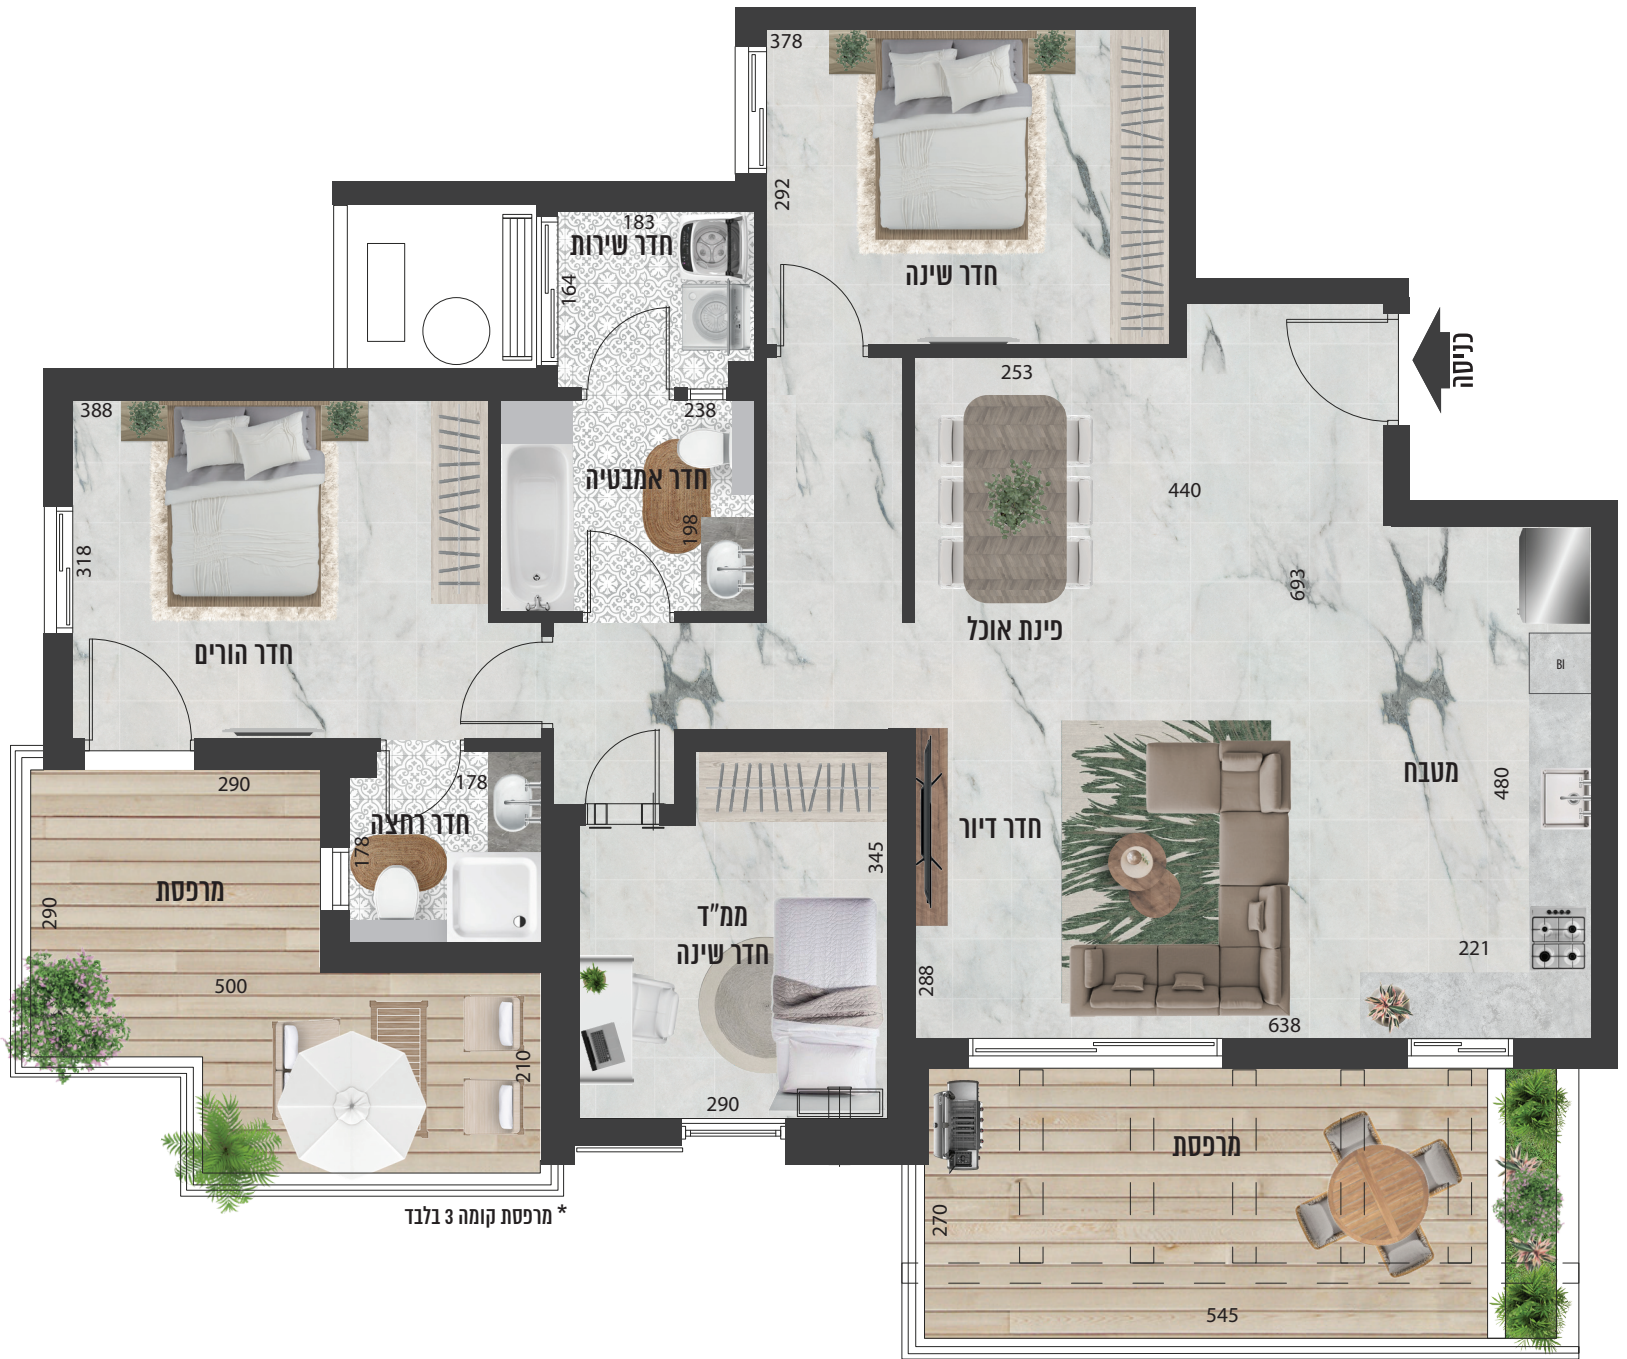 378
292
חדר שינה
183
חדר שירות
164
כניסה
253
388
238
חדר אמבטיה
198
440
318
693
פינת אוכל
חדר הורים
BI
מטבח
480
290
178
חדר רחצה
178
חדר דיור
345
מרפסת
290
ממ"ד
חדר שינה
221
288
500
638
210
290
מרפסת
270
* מרפסת קומה 3 בלבד
545